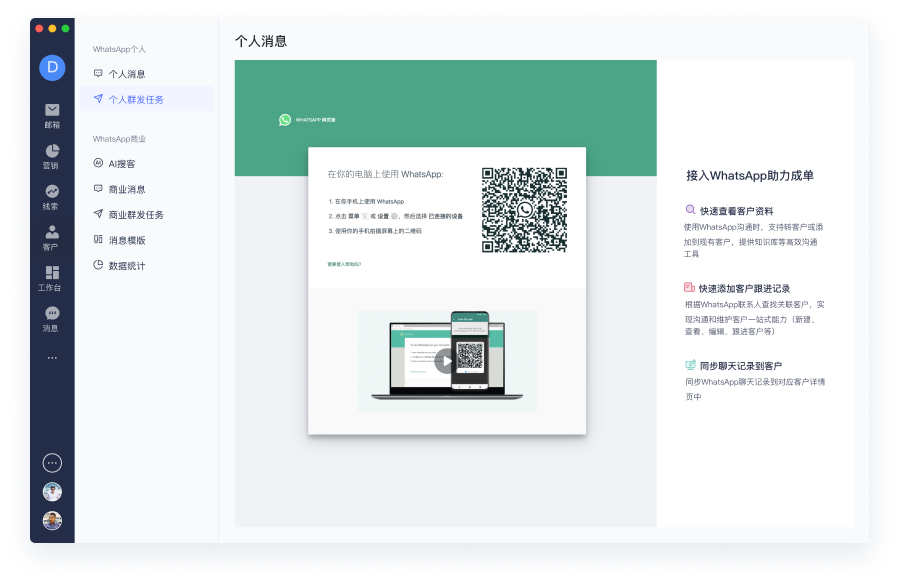 D
邮箱
营销
线索
客户
工作台
消息
WhatsApp个人
个人消息
个人群发任务
WhatsApp商业
AI搜客
商业消息
商业群发任务
消息模版
数据统计
个人消息
WHATSAPP 网页版
在你的电脑上使用 WhatsApp:
1. 在你手机上使用 WhatsApp
2. 点击 菜单 或 设置 ，然后选择 已连接的设备
3. 使用你的手机拍摄屏幕上的二维码
需要登入帮助吗？
接入WhatsApp助力成单
快速查看客户资料
使用WhatsApp沟通时，支持转客户或添
加到现有客户，提供知识库等高效沟通
工具
快速添加客户跟进记录
根据WhatsApp联系人查找关联客户，实
现沟通和维护客户一站式能力（新建、
查看、编辑、跟进客户等）
同步聊天记录到客户
同步WhatsApp聊天记录到对应客户详情
页中